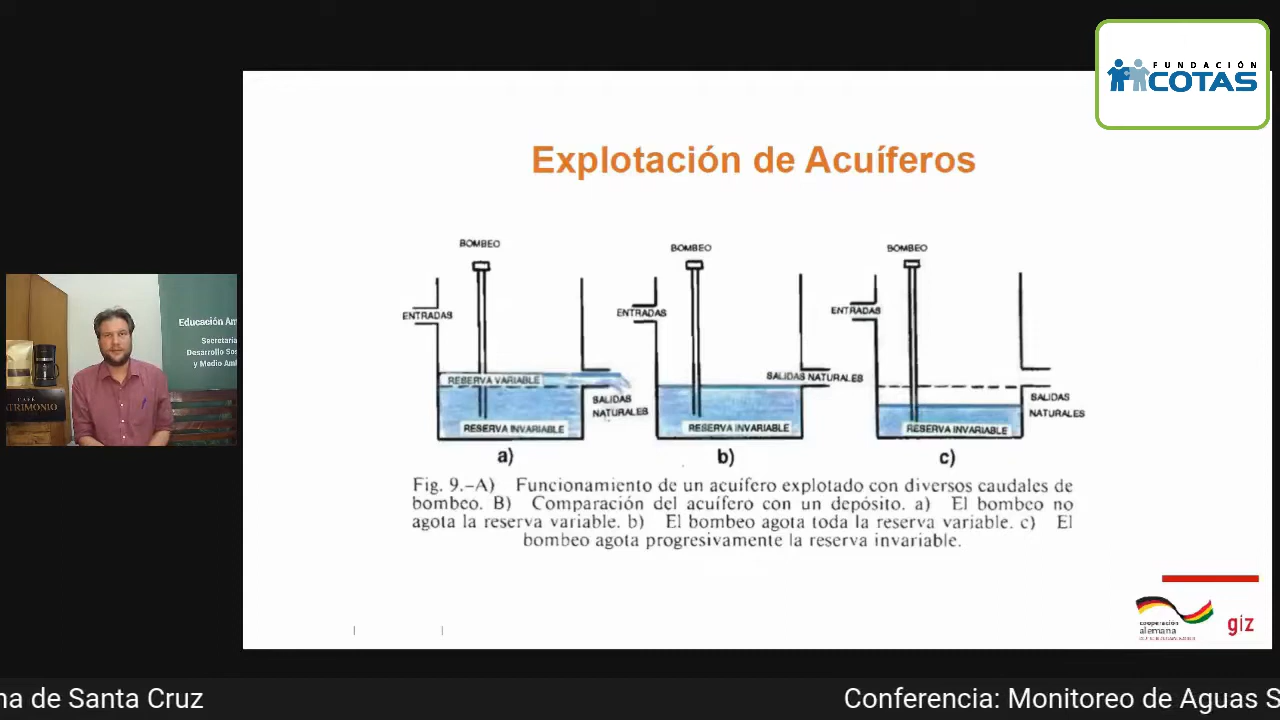 FUNDACIÓN
COTAS
Explotación de Acuíferos
BOMBEO
BOMBEO
BOMBEO
ENTRADAS
ENTRADAS
ENTRADAS
RESERVA VARIABLE
SALIDAS NATURALES
SALIDAS
NATURALES
SALIDAS
NATURALES
RESERVA INVARIABLE
RESERVA INVARIABLE
RESERVA INVARIABLE
a)
b)
c)
Fig. 9.—A) Funcionamiento de un acuífero explotado con diversos caudales de
bombeo. B) Comparación del acuífero con un depósito. a) El bombeo no
agota la reserva variable. b) El bombeo agota toda la reserva variable. c) El
bombeo agota progresivamente la reserva invariable.
Educación Am
Secretaría
Desarrollo Sos
y Medio Amb
CAFÉ
TRIMONIO
cooperación
alemana
giz
na de Santa Cruz
Conferencia: Monitoreo de Aguas S